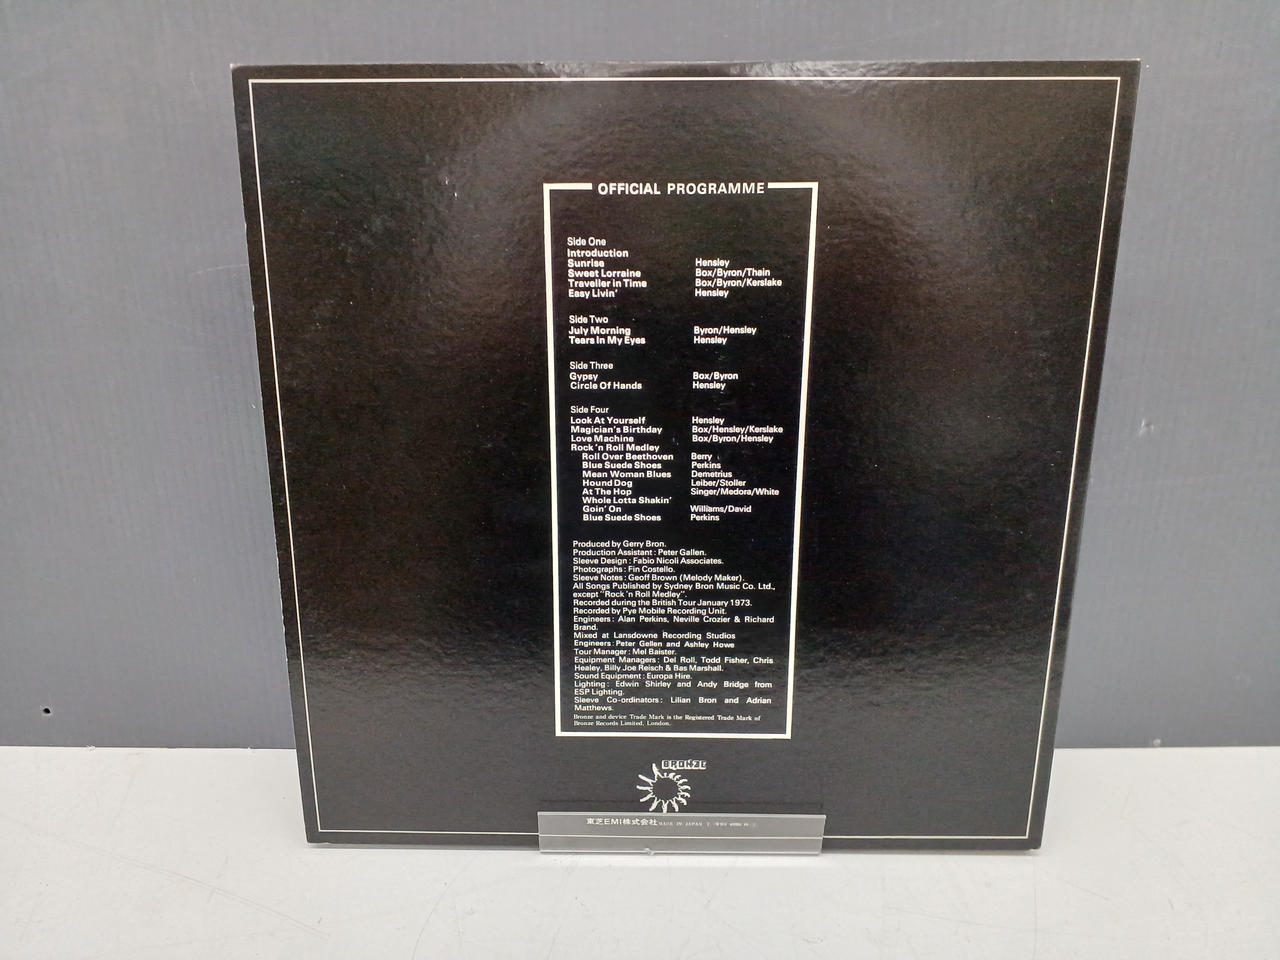 OFFICIAL PROGRAMME
Side One
Introduction
Sunrise Hensley
Sweet Lorraine Box/Byron/Thain
Traveller in Time Box/Byron/Kerslake
Easy Livin' Hensley
Side Two
July Morning Byron/Hensley
Tears In My Eyes Hensley
Side Three
Gypsy Box/Byron
Circle Of Hands Hensley
Side Four
Look At Yourself Hensley
Magician's Birthday Box/Hensley/Kerslake
Love Machine Box/Byron/Hensley
Rock 'n Roll Medley
Roll Over Beethoven Berry
Blue Suede Shoes Perkins
Mean Woman Blues Demetrius
Hound Dog Leiber/Stoller
At The Hop Singer/Medora/White
Whole Lotta Shakin'
Goin' On Williams/David
Blue Suede Shoes Perkins
Produced by Gerry Bron.
Production Assistant: Peter Gallen.
Sleeve Design: Fabio Nicoli Associates.
Photographs: Fin Costello.
Sleeve Notes: Geoff Brown (Melody Maker).
All Songs Published by Sydney Bron Music Co. Ltd.,
except "Rock 'n Roll Medley".
Recorded during the British Tour January 1973.
Recorded by Pye Mobile Recording Unit.
Engineers: Alan Perkins, Neville Crozier & Richard
Brand.
Mixed at Lansdowne Recording Studios
Engineers: Peter Gallen and Ashley Howe
Tour Manager: Mel Baister.
Equipment Managers: Del Roll, Todd Fisher, Chris
Healey, Billy Joe Reisch & Bas Marshall.
Sound Equipment: Europa Hire.
Lighting: Edwin Shirley and Andy Bridge from
ESP Lighting.
Sleeve Co-ordinators: Lilian Bron and Adrian
Matthews.
Bronze and device Trade Mark is the Registered Trade Mark of
Bronze Records Limited, London.
BRONZE
東芝EMI株式会社 MADE IN JAPAN